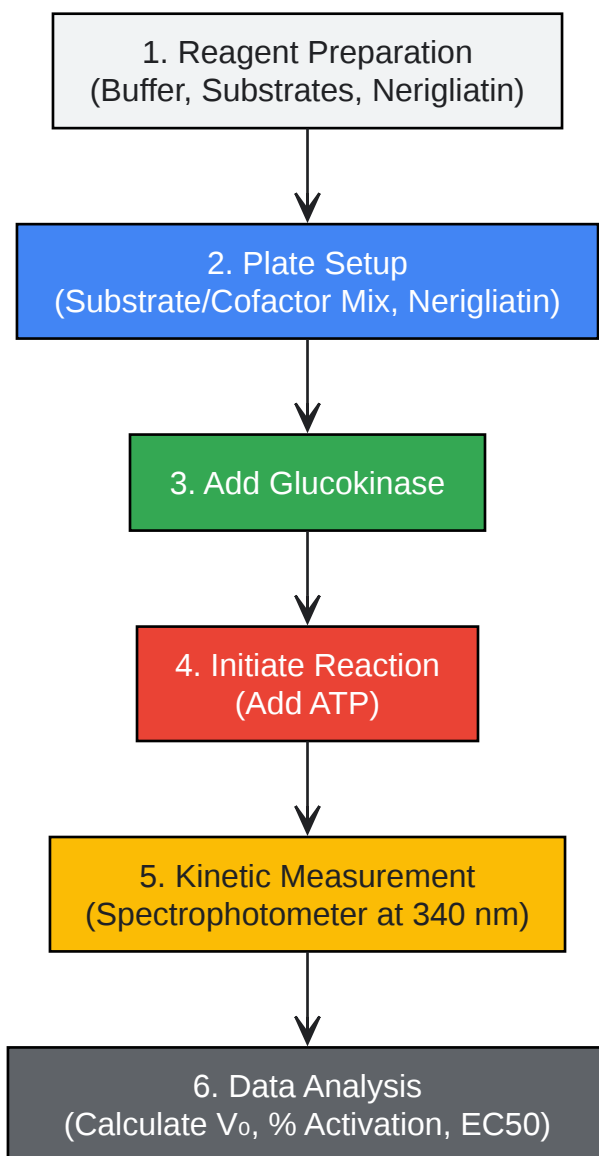 1. Reagent Preparation
(Buffer, Substrates, Nerigliatin)
2. Plate Setup
(Substrate/Cofactor Mix, Nerigliatin)
3. Add Glucokinase
4. Initiate Reaction
(Add ATP)
5. Kinetic Measurement
(Spectrophotometer at 340 nm)
6. Data Analysis
(Calculate V₀, % Activation, EC50)